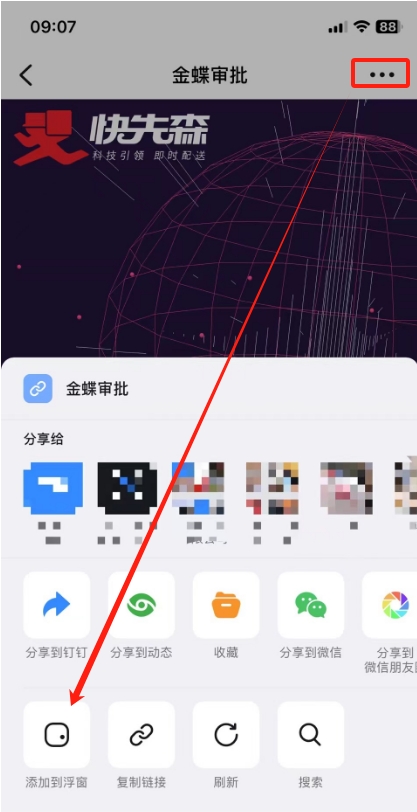 09:07
88
金蝶审批
快先森
科技引领 即时配送
金蝶审批
分享给
分享到钉钉
分享到动态
收藏
分享到微信
分享到
微信朋友
添加到浮窗
复制链接
刷新
搜索